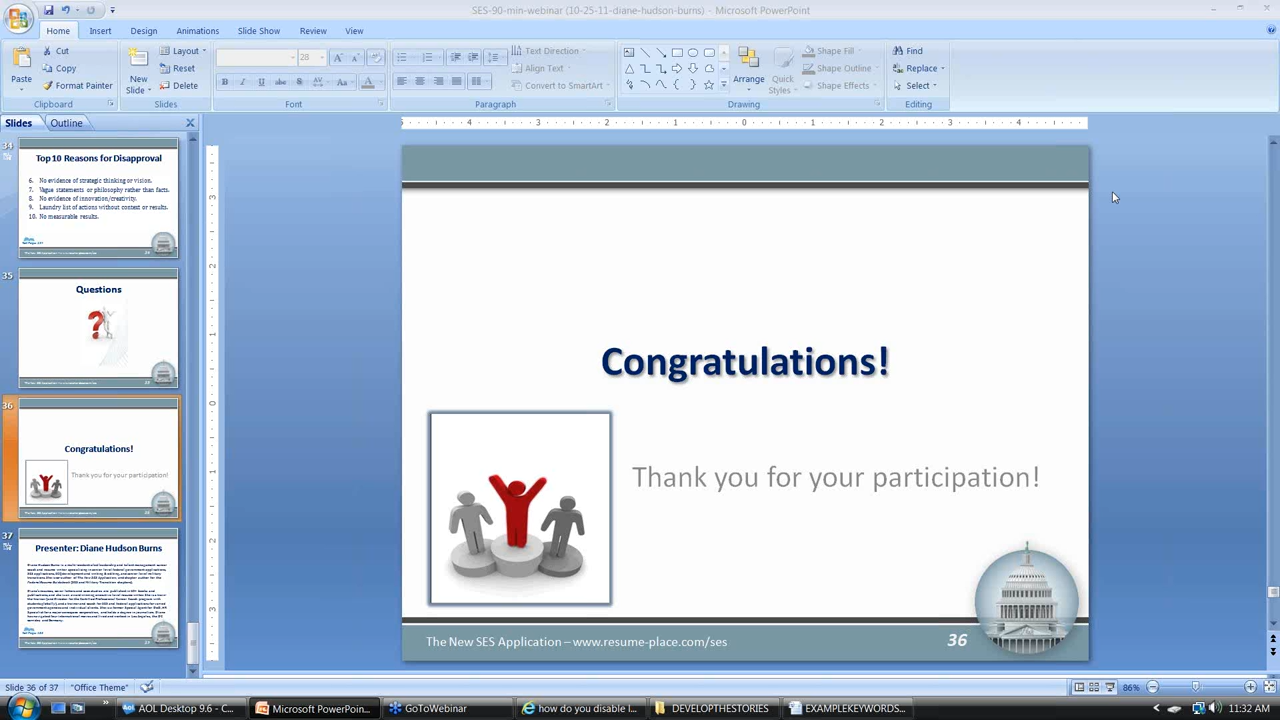 SES-90-min-webinar (10-25-11-diane-hudson-burns) - Microsoft PowerPoint
Home Insert Design Animations Slide Show Review View
Paste
Cut
Copy
Format Painter
Clipboard
New
Slide
Layout
Reset
Delete
Slides
28
Font
Text Direction
Align Text
Convert to SmartArt
Paragraph
Arrange
Quick
Styles
Shape Fill
Shape Outline
Shape Effects
Drawing
Find
Replace
Select
Editing
Slides Outline
34
Top 10 Reasons for Disapproval
6. No evidence of strategic thinking or vision.
7. Vague statements or philosophy rather than facts.
8. No evidence of innovation/creativity.
9. Laundry list of actions without context or results.
10. No measurable results.
35
Questions
36
Congratulations!
Thank you for your participation!
37
Presenter: Diane Hudson Burns
Congratulations!
Thank you for your participation!
The New SES Application – www.resume-place.com/ses
36
Slide 36 of 37 "Office Theme" 86%
AOL Desktop 9.6 - C... Microsoft PowerPoin... GoToWebinar how do you disable l... DEVELOPTHESTORIES EXAMPLEKEYWORDS... 11:32 AM